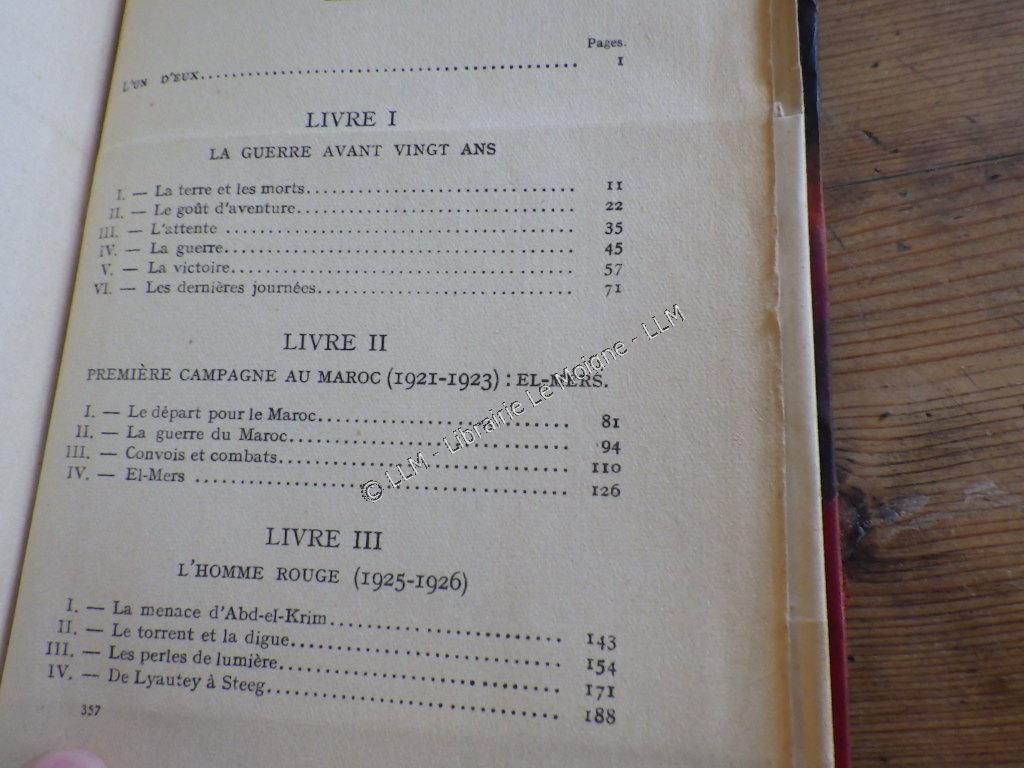 Pages.
L'UN D'EUX........................................................ 1
LIVRE I
LA GUERRE AVANT VINGT ANS
I. — La terre et les morts.................................. 11
II. — Le goût d'aventure................................... 22
III. — L'attente ............................................ 35
IV. — La guerre............................................. 45
V. — La victoire............................................ 57
VI. — Les dernières journées................................ 71
LIVRE II
PREMIÈRE CAMPAGNE AU MAROC (1921-1923) : EL-MERS.
I. — Le départ pour le Maroc................................ 81
II. — La guerre du Maroc.................................... 94
III. — Convois et combats................................... 110
IV. — El-Mers .............................................. 126
LIVRE III
L'HOMME ROUGE (1925-1926)
I. — La menace d'Abd-el-Krim................................ 143
II. — Le torrent et la digue................................ 154
III. — Les perles de lumière................................ 171
IV. — De Lyautey à Steeg.................................... 188
357
© LLM - Librairie Le Moigne - LLM